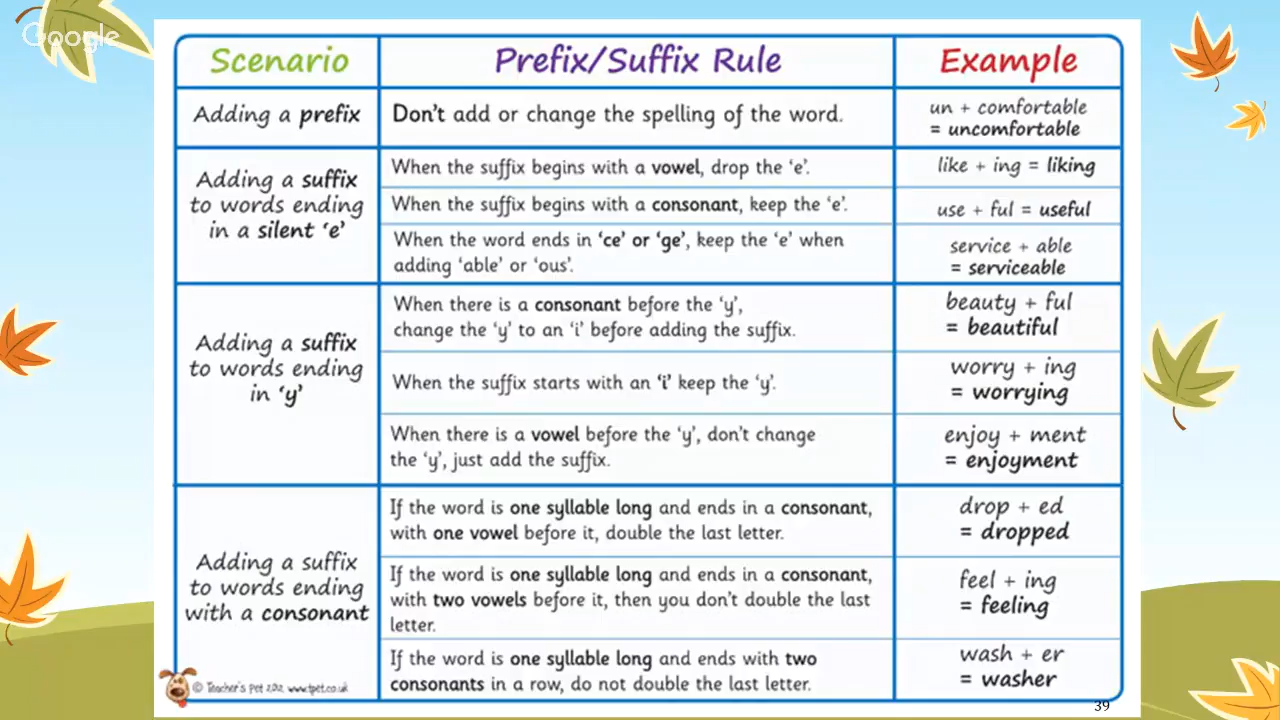 Google
Scenario
Prefix/Suffix Rule
Example
Adding a prefix
Don't add or change the spelling of the word.
un + comfortable
= uncomfortable
Adding a suffix
to words ending
in a silent 'e'
When the suffix begins with a vowel, drop the 'e'.
like + ing = liking
When the suffix begins with a consonant, keep the 'e'.
use + ful = useful
When the word ends in 'ce' or 'ge', keep the 'e' when
adding 'able' or 'ous'.
service + able
= serviceable
Adding a suffix
to words ending
in 'y'
When there is a consonant before the 'y',
change the 'y' to an 'i' before adding the suffix.
beauty + ful
= beautiful
When the suffix starts with an 'i' keep the 'y'.
worry + ing
= worrying
When there is a vowel before the 'y', don't change
the 'y', just add the suffix.
enjoy + ment
= enjoyment
Adding a suffix
to words ending
with a consonant
If the word is one syllable long and ends in a consonant,
with one vowel before it, double the last letter.
drop + ed
= dropped
If the word is one syllable long and ends in a consonant,
with two vowels before it, then you don't double the last
letter.
feel + ing
= feeling
If the word is one syllable long and ends with two
consonants in a row, do not double the last letter.
wash + er
= washer
© Teacher's Pet 2012 www.tpet.co.uk
39